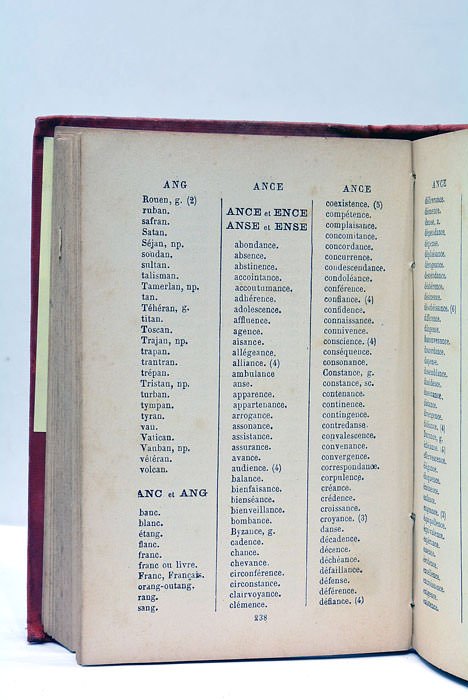 ANG
Rouen, g. (2)
ruban.
safran.
Satan.
Séjan, np.
soudan.
sultan.
talisman.
Tamerlan, np.
tan.
Téhéran, g.
titan.
Toscan.
Trajan, np.
trapan.
trantran.
trépan.
Tristan, np.
turban.
tympan.
tyran.
van.
Vatican.
Vauban, np.
vétéran.
volcan.
ANC et ANG
banc.
blanc.
étang.
flanc.
franc.
franc ou livre.
Franc, Français.
orang-outang.
rang.
sang.
ANCE
ANCE et ENCE
ANSE et ENSE
abondance.
absence.
abstinence.
accointance.
accoutumance.
adhérence.
adolescence.
affluence.
agence.
aisance.
allégeance.
alliance. (4)
ambulance
anse.
apparence.
appartenance.
arrogance.
assonance.
assistance.
assurance.
avance.
audience. (4)
balance.
bienfaisance.
bienséance.
bienveillance.
bombance.
Byzance, g.
cadence.
chance.
chevance.
circonférence.
circonstance.
clairvoyance.
clémence.
ANCE
coexistence. (5)
compétence.
complaisance.
concomitance.
concordance.
concurrence.
condescendance.
condoléance.
conférence.
confiance. (4)
confidence.
connaissance.
connivence.
conscience. (4)
conséquence.
consonance.
Constance, g.
constance, sc.
contenance.
continence.
contingence.
contredanse
convalescence.
convenance.
convergence.
correspondance.
corpulence.
créance.
crédence.
croissance.
croyance. (3)
danse.
décadence.
décence.
déchéance.
défaillance.
défense.
déférence.
défiance. (4)
238
ANCE
délivrance.
démence.
danse, n.
dépendance.
dépense.
déplaisance.